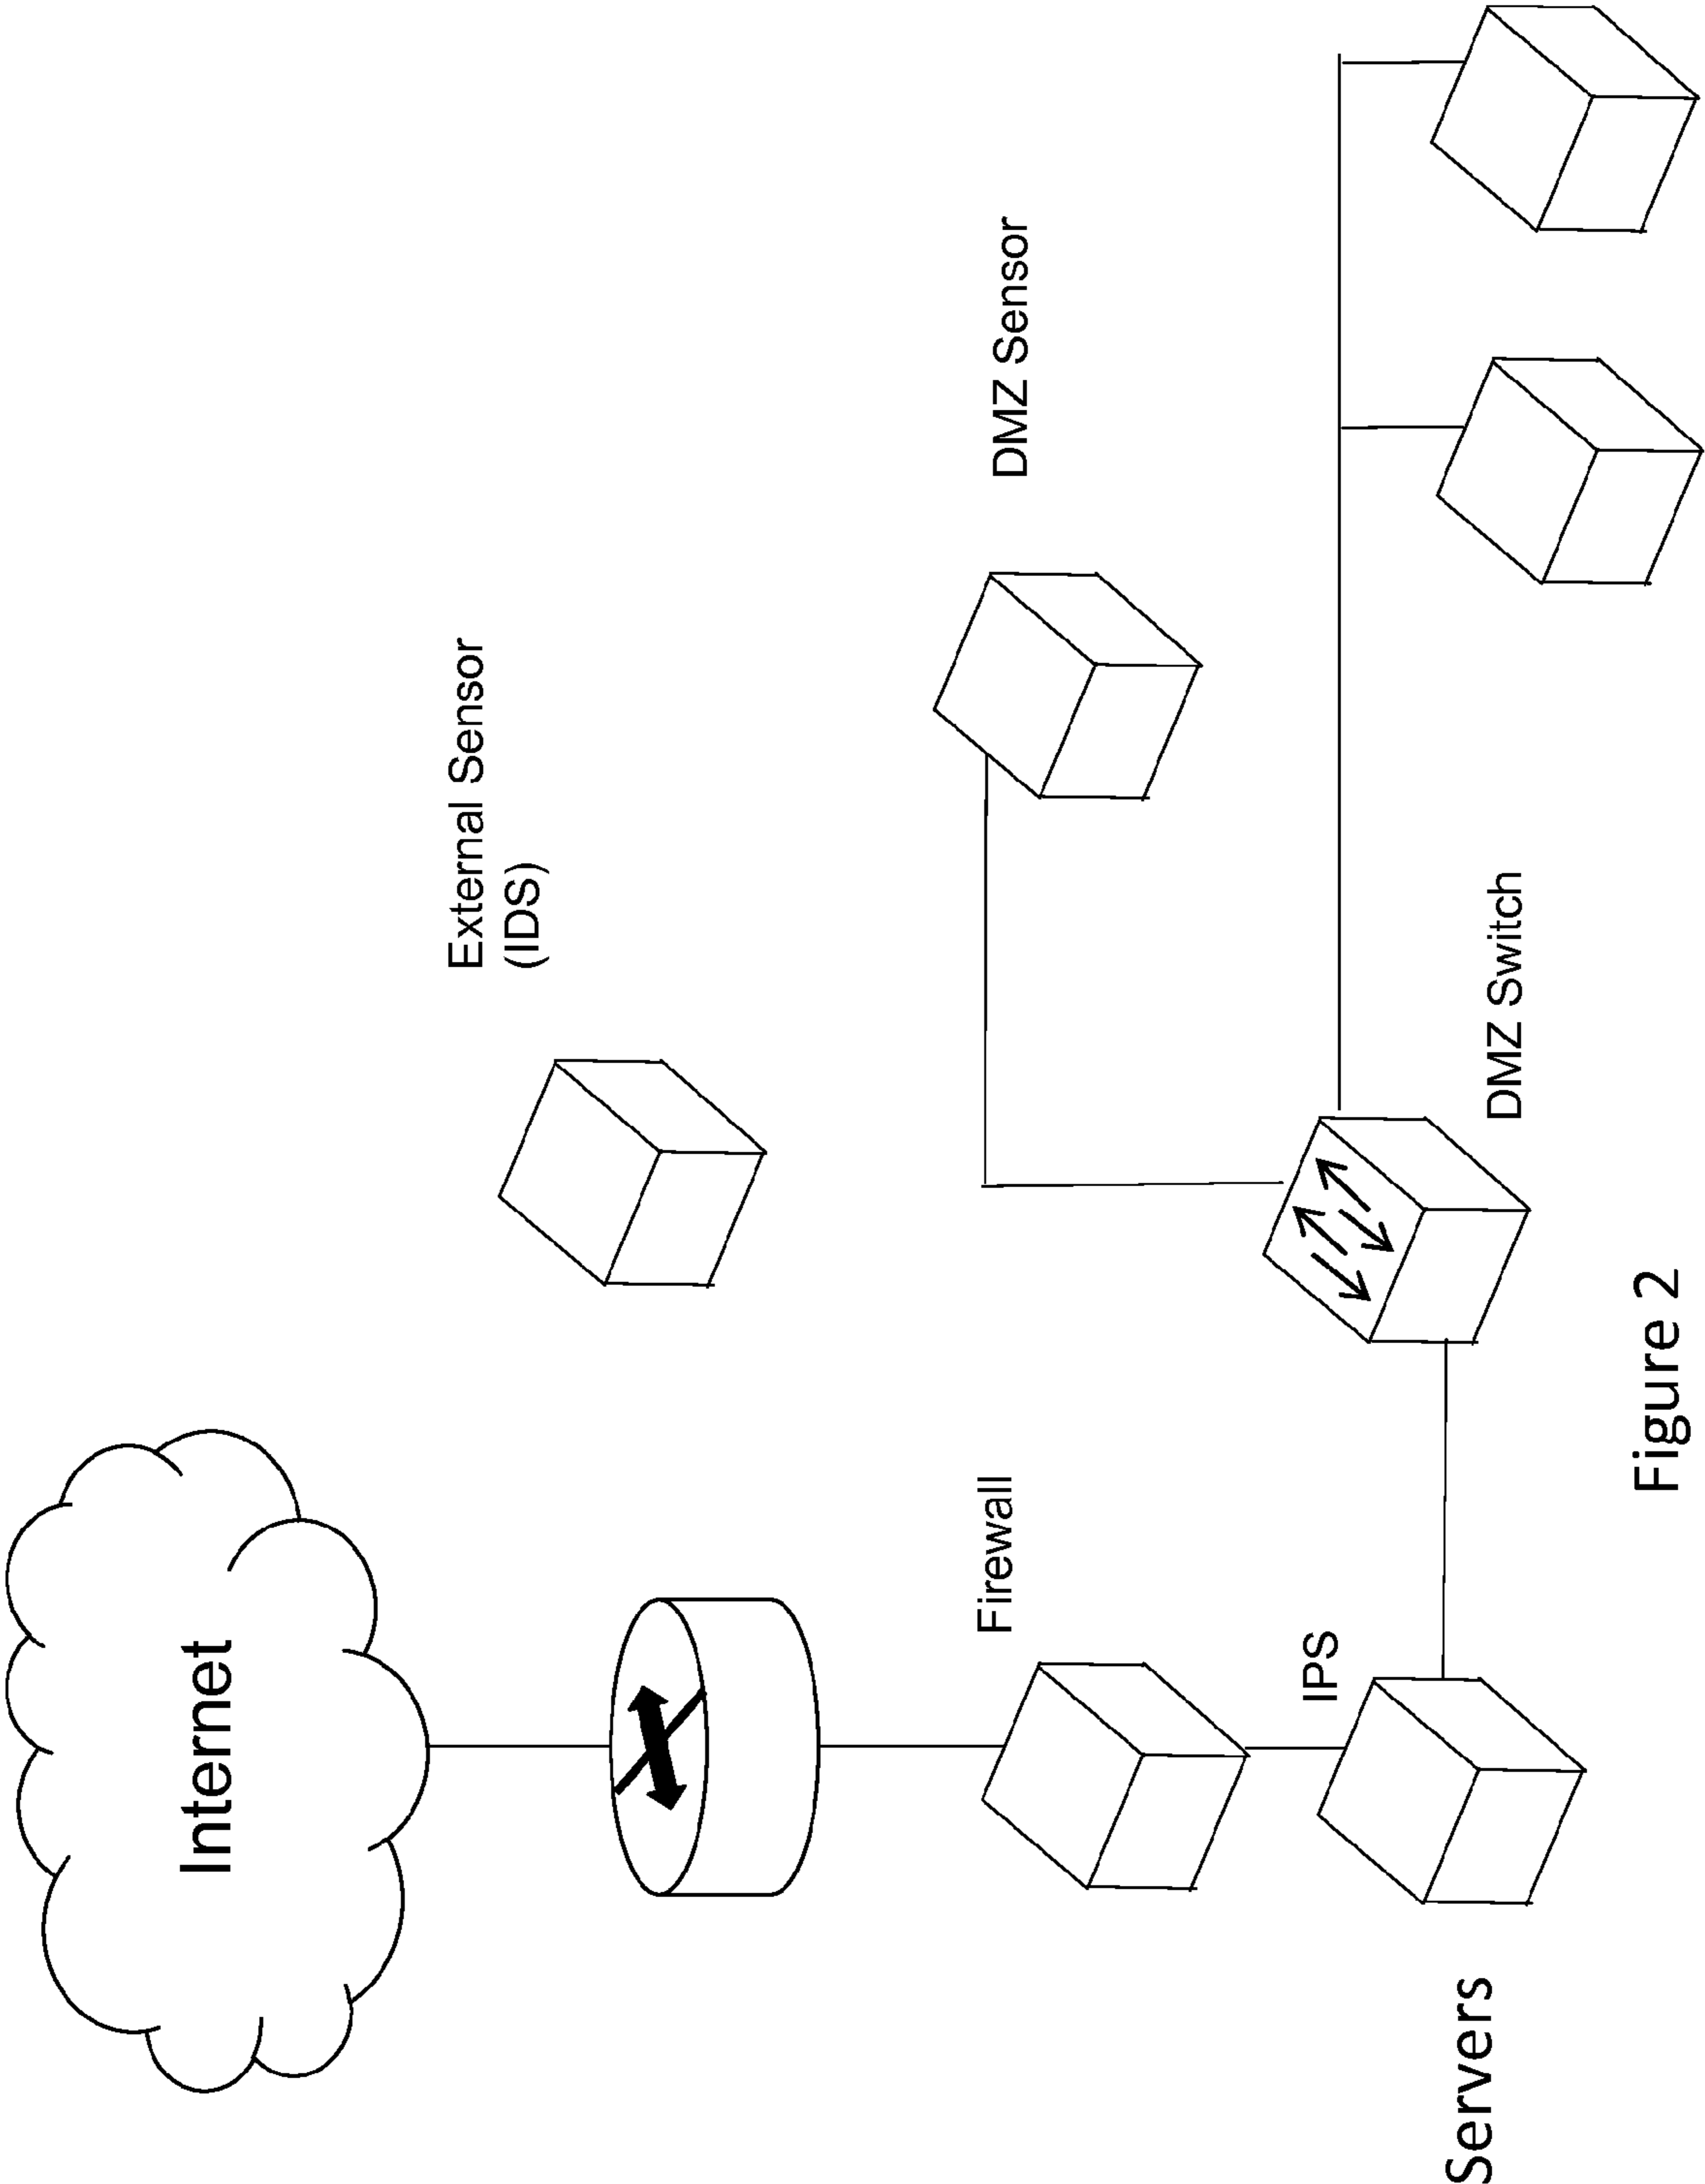 Internet
External Sensor
(IDS)
Firewall
DMZ Sensor
IPS
DMZ Switch
Servers
Figure 2